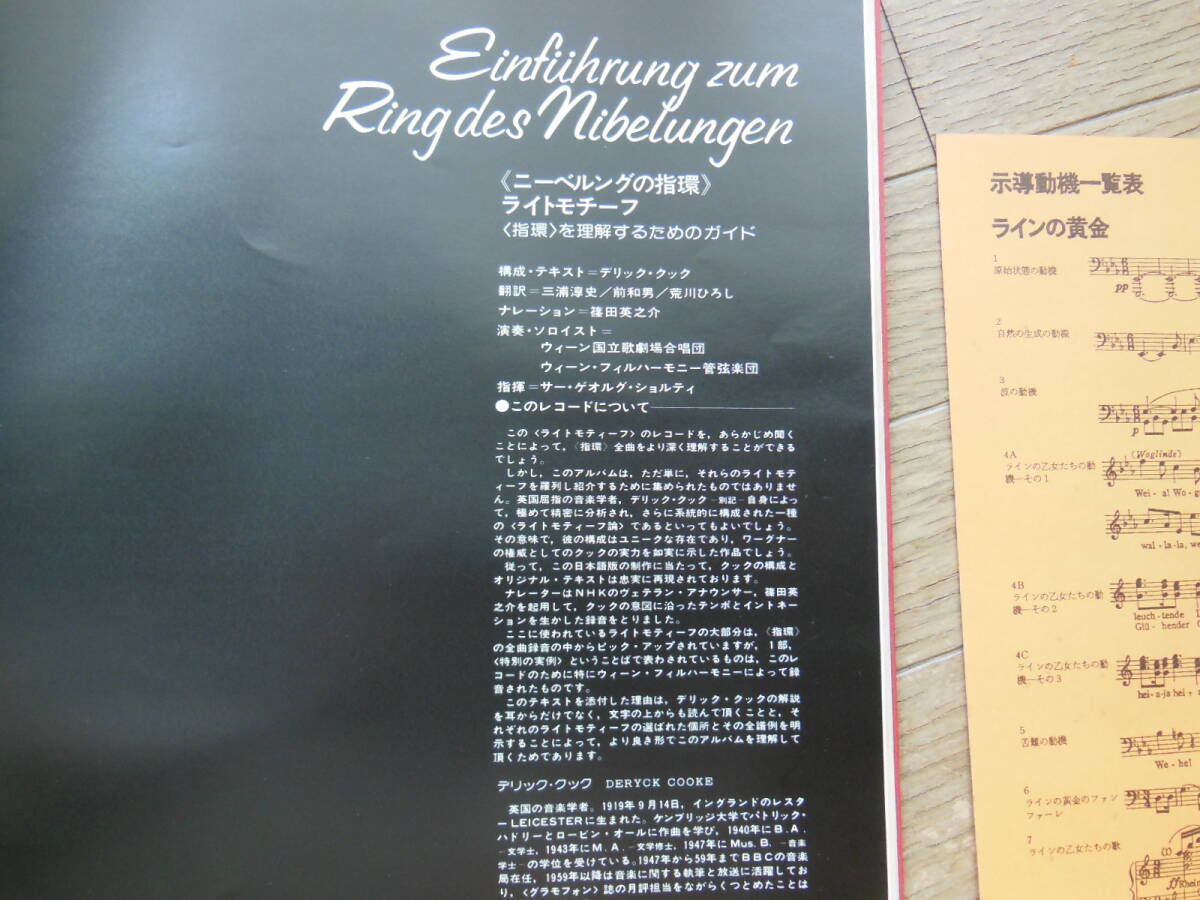 Einführung zum
Ring des Nibelungen
《ニーベルングの指環》
ライトモチーフ
〈指環〉を理解するためのガイド
構成・テキスト＝デリック・クック
翻訳＝三浦淳史／前和男／荒川ひろし
ナレーション＝篠田英之介
演奏・ソロイスト＝
ウィーン国立歌劇場合唱団
ウィーン・フィルハーモニー管弦楽団
指揮＝サー・ゲオルグ・ショルティ
●このレコードについて
この〈ライトモティーフ〉のレコードを，あらかじめ聞く
ことによって，〈指環〉全曲をより深く理解することができる
でしょう。
しかし，このアルバムは，ただ単に，それらのライトモテ
ィーフを羅列し紹介するために集められたものではありませ
ん。英国屈指の音楽学者，デリック・クック－別記－自身によっ
て，極めて精密に分析され，さらに系統的に構成された一種
の〈ライトモティーフ論〉であるといってもよいでしょう。
その意味で，彼の構成はユニークな存在であり，ワーグナー
の権威としてのクックの実力を如実に示した作品でしょう。
従って，この日本語版の制作に当たって，クックの構成と
オリジナル・テキストは忠実に再現されております。
ナレーターはNHKのヴェテラン・アナウンサー，篠田英
之介を起用して，クックの意図に沿ったテンポとイントネー
ションを生かした録音をとりました。
ここに使われているライトモティーフの大部分は，〈指環〉
の全曲録音の中からピック・アップされていますが，1部，
〈特別の実例〉ということばで表わされているものは，このレ
コードのために特にウィーン・フィルハーモニーによって録
音されたものです。
このテキストを添付した理由は，デリック・クックの解説
を耳からだけでなく，文字の上からも読んで頂くことと，そ
れぞれのライトモティーフの選ばれた個所とその全譜例を明
示することによって，より良き形でこのアルバムを理解して
頂くためであります。
デリック・クック DERYCK COOKE
英国の音楽学者。1919年9月14日，イングランドのレスタ
ーLEICESTERに生まれた。ケンブリッジ大学でパトリック・
ハドリーとロービン・オールに作曲を学び，1940年にB.A.
－文学士，1943年にM.A.－文学修士，1947年にMus.B.－音楽
学士－の学位を受けている。1947年から59年までBBCの音楽
局在任，1959年以降は音楽に関する執筆と放送に活躍してお
り，〈グラモフォン〉誌の月評担当をながらくつとめたことは
示導動機一覧表
ラインの黄金
1
原始状態の動機
pp
2
自然の生成の動機
3
波の動機
p
4A
ラインの乙女たちの動
機—その1
(Woglinde)
Wei - a! Wo - g
wal - la - la, we
4B
ラインの乙女たちの動
機—その2
leuch - tende
Glü - hender
4C
ラインの乙女たちの動
機—その3
hei - a - ja hei,
5
苦難の動機
We - he!
6
ラインの黄金のファン
ファーレ
7
ラインの乙女たちの歌
(1)
ff Rhein